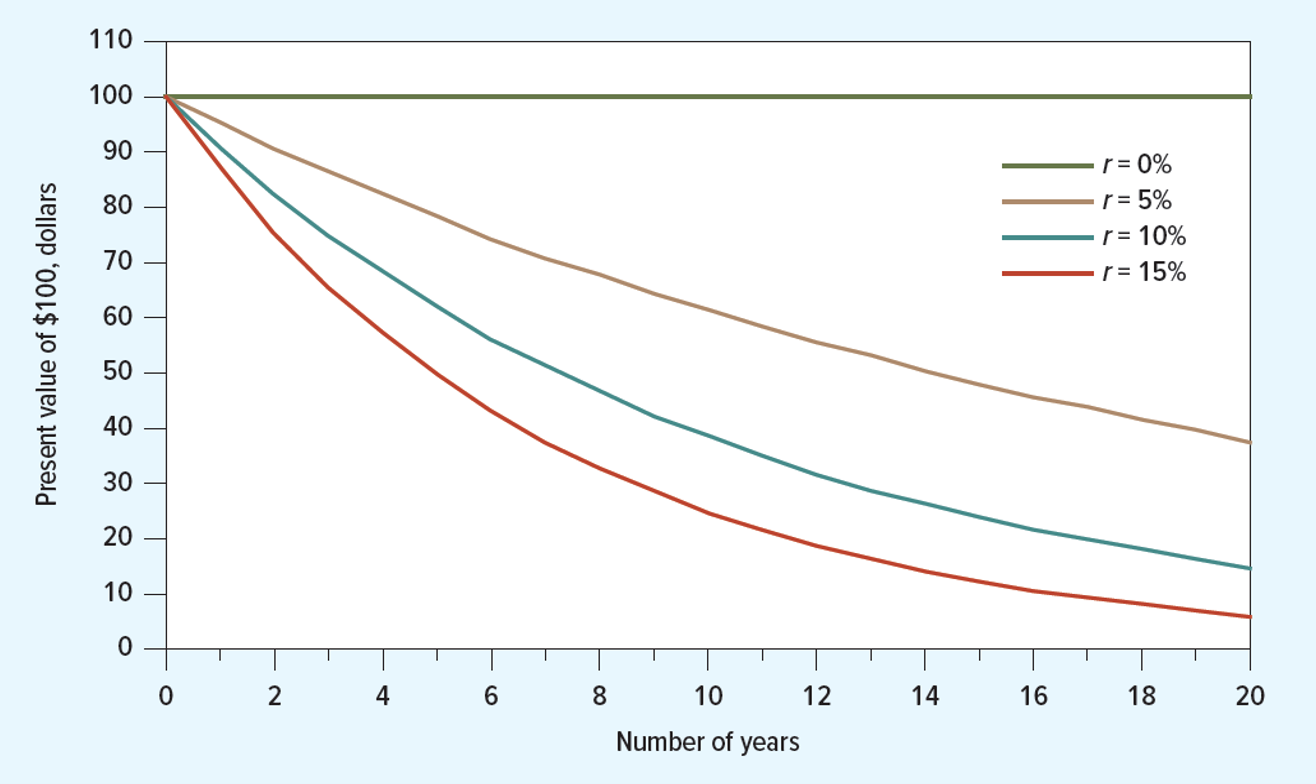 110
100
90
80
70
60
50
40
30
20
10
0
Present value of $100, dollars
r = 0%
r = 5%
r = 10%
r = 15%
0 2 4 6 8 10 12 14 16 18 20
Number of years